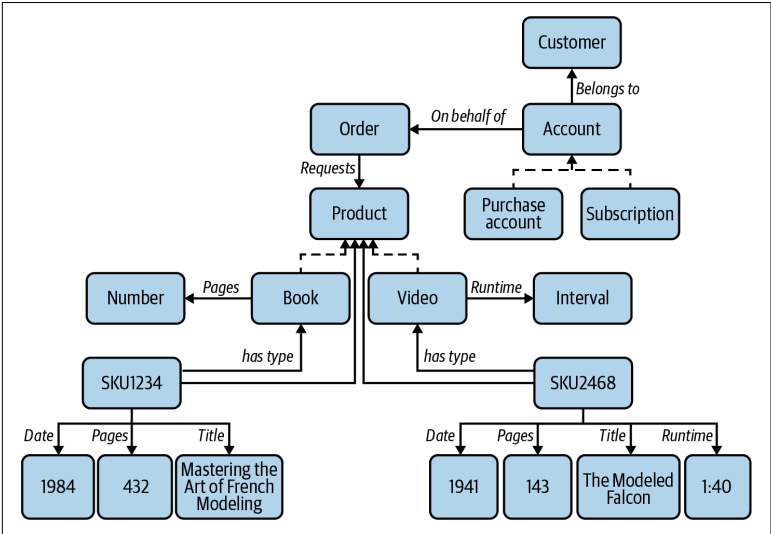 Customer
Belongs to
On behalf of
Order
Account
Requests
Product
Purchase
account
Subscription
Pages
Runtime
Number
Book
Video
Interval
has type
has type
SKU1234
SKU2468
Date
Pages
Title
Date
Pages
Title
Runtime
1984
432
Mastering the
Art of French
Modeling
1941
143
The Modeled
Falcon
1:40